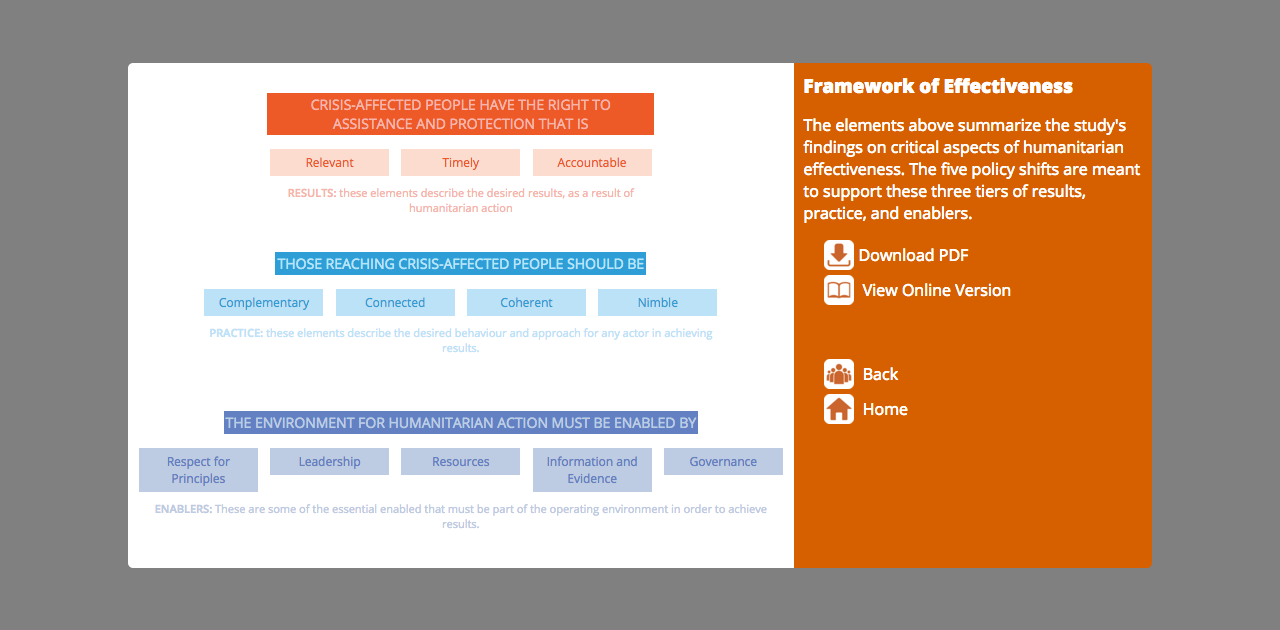 CRISIS-AFFECTED PEOPLE HAVE THE RIGHT TO
ASSISTANCE AND PROTECTION THAT IS
Relevant
Timely
Accountable
RESULTS: these elements describe the desired results, as a result of
humanitarian action
THOSE REACHING CRISIS-AFFECTED PEOPLE SHOULD BE
Complementary
Connected
Coherent
Nimble
PRACTICE: these elements describe the desired behaviour and approach for any actor in achieving
results.
THE ENVIRONMENT FOR HUMANITARIAN ACTION MUST BE ENABLED BY
Respect for
Principles
Leadership
Resources
Information and
Evidence
Governance
ENABLERS: These are some of the essential enabled that must be part of the operating environment in order to achieve
results.
Framework of Effectiveness
The elements above summarize the study's
findings on critical aspects of humanitarian
effectiveness. The five policy shifts are meant
to support these three tiers of results,
practice, and enablers.
Download PDF
View Online Version
Back
Home